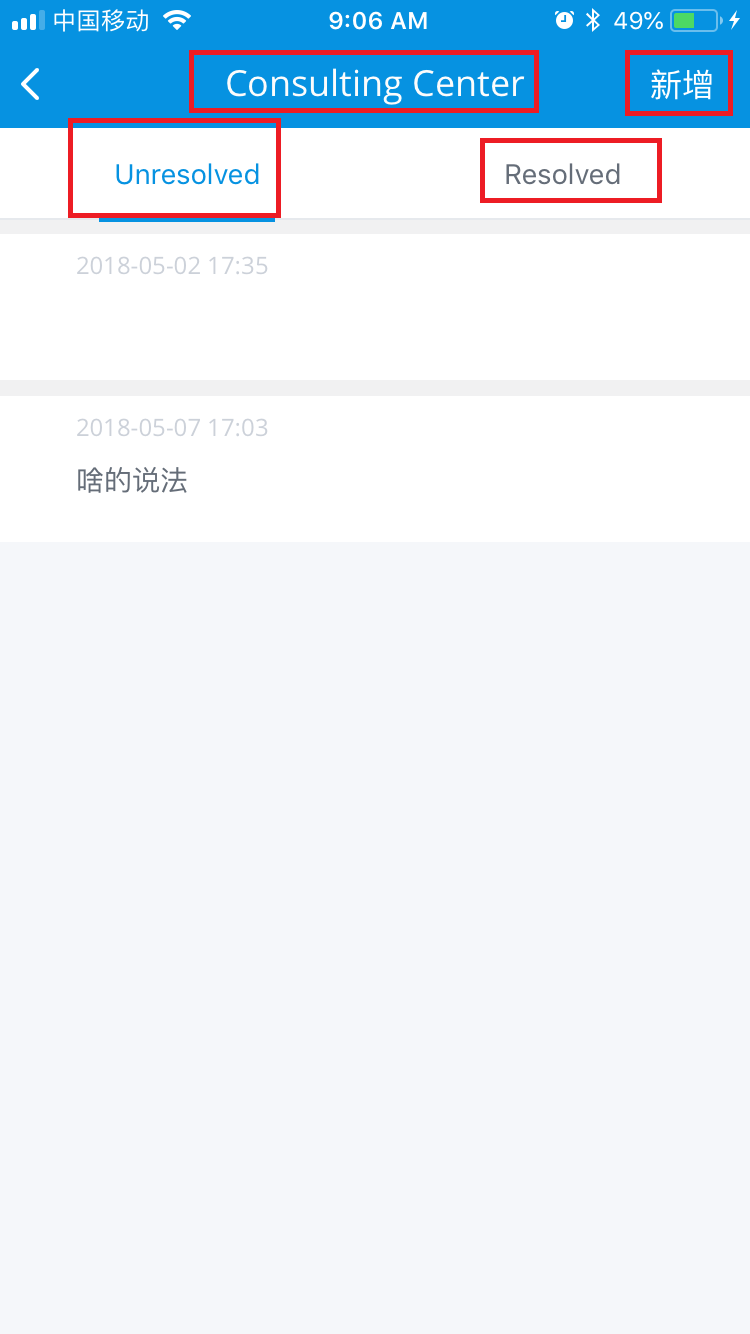 中国移动 9:06 AM 49%
Consulting Center 新增
Unresolved Resolved
2018-05-02 17:35
2018-05-07 17:03
啥的说法